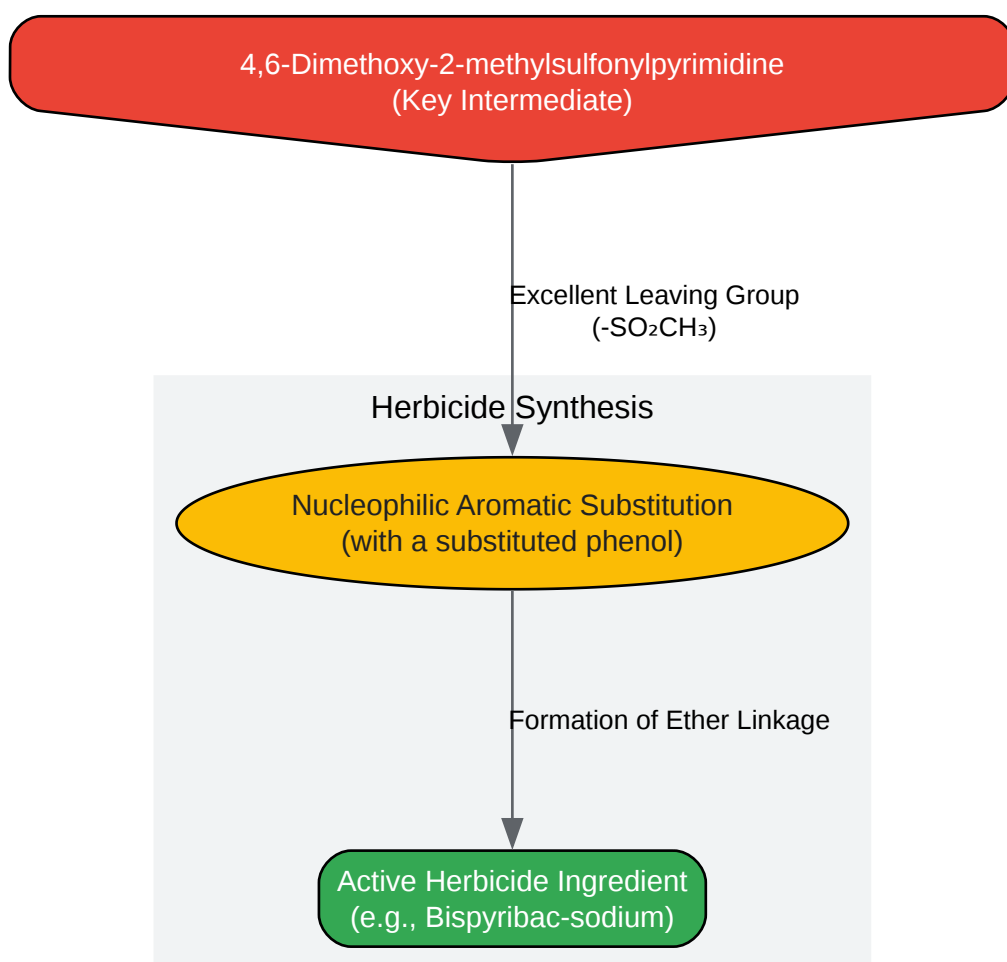 4,6-Dimethoxy-2-methylsulfonylpyrimidine
(Key Intermediate)
Excellent Leaving Group
(-SO₂CH₃)
Herbicide Synthesis
Nucleophilic Aromatic Substitution
(with a substituted phenol)
Formation of Ether Linkage
Active Herbicide Ingredient
(e.g., Bispyribac-sodium)